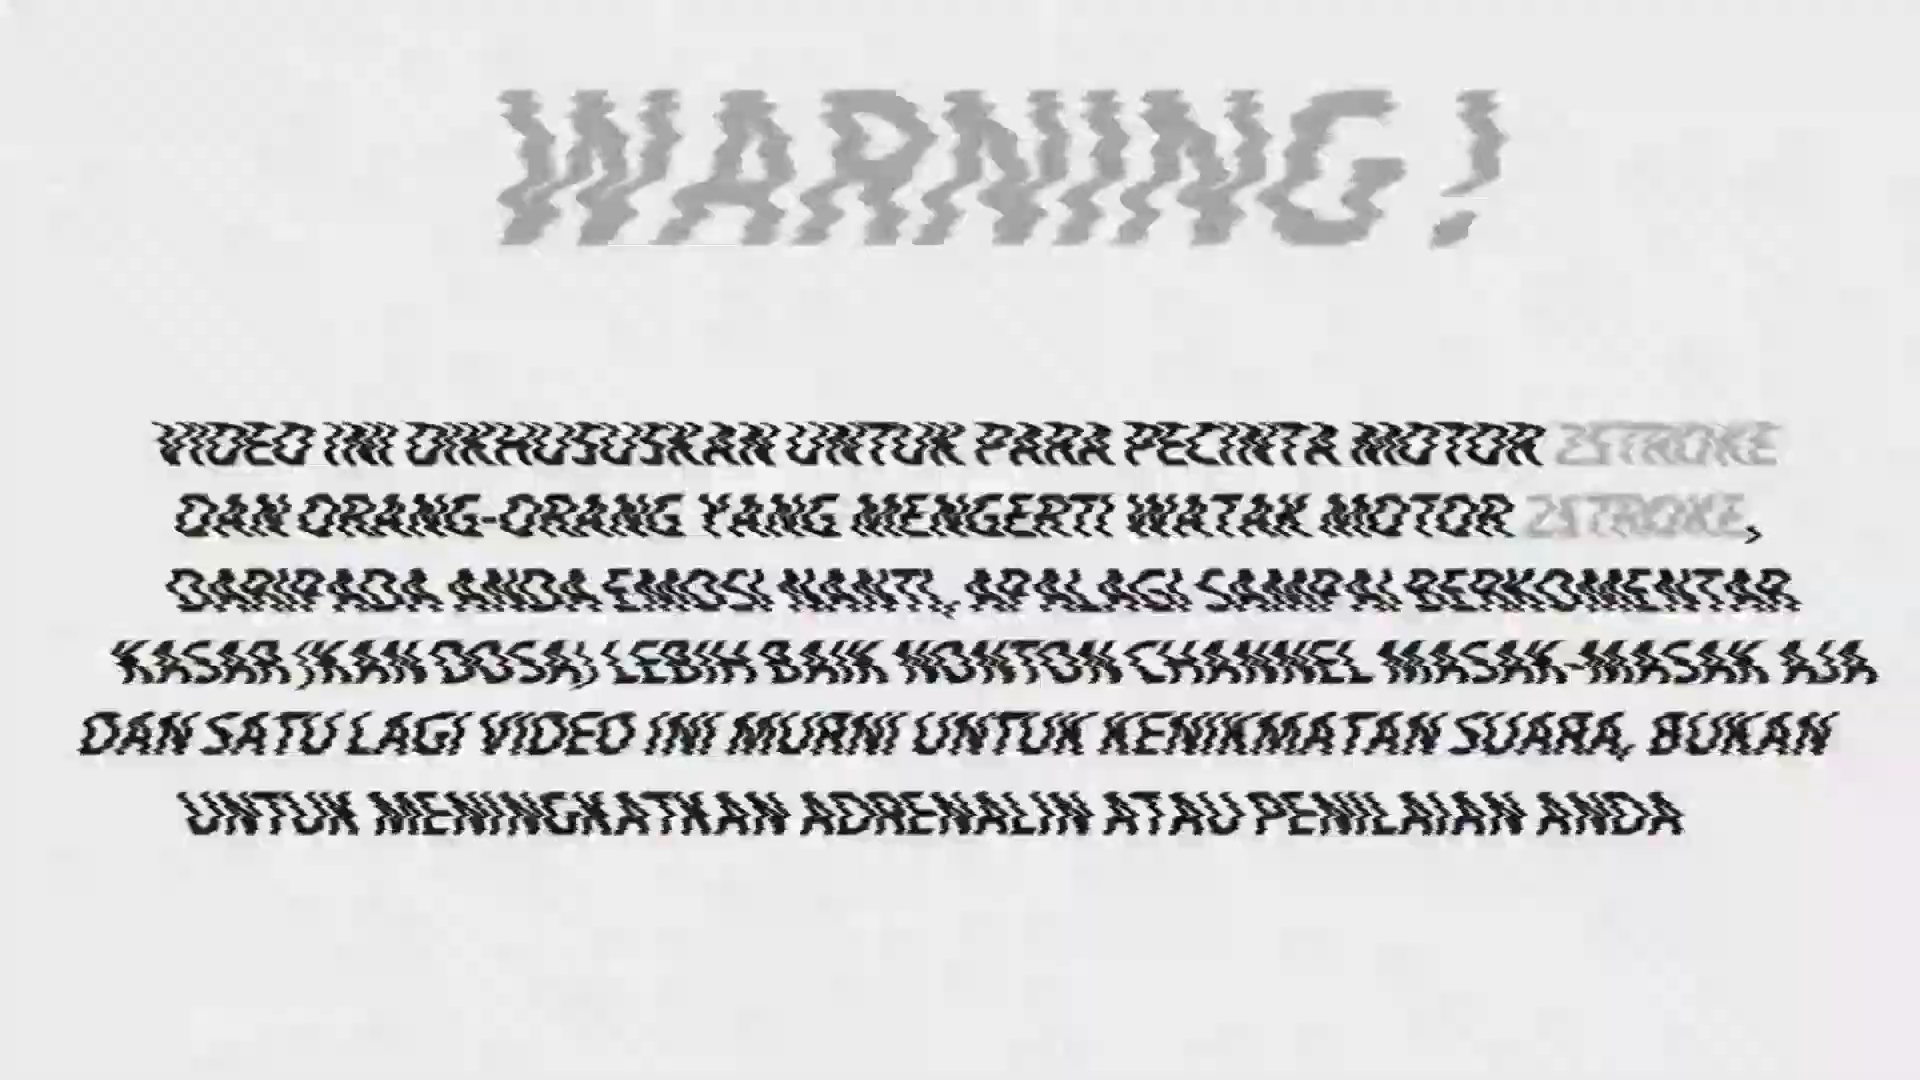 WARNING!
VIDEO INI DIKHUSUSKAN UNTUK PARA PECINTA MOTOR 2STROKE
DAN ORANG-ORANG YANG MENGERTI WATAK MOTOR 2STROKE,
DARIPADA ANDA EMOSI NANTI, APALAGI SAMPAI BERKOMENTAR
KASAR (KAN DOSA) LEBIH BAIK NONTON CHANNEL MASAK-MASAK AJA
DAN SATU LAGI VIDEO INI MURNI UNTUK KENIKMATAN SUARA, BUKAN
UNTUK MENINGKATKAN ADRENALIN ATAU PENILAIAN ANDA